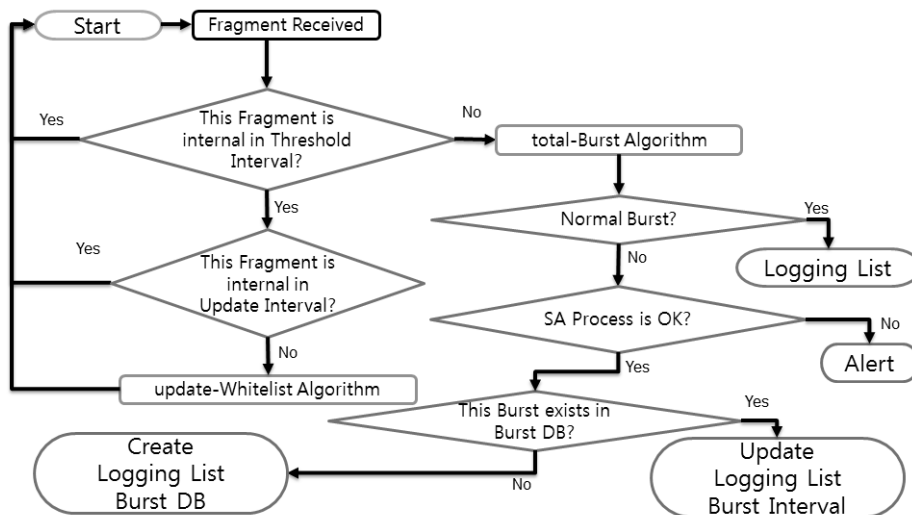 Start
Fragment Received
Yes
This Fragment is
internal in Threshold
Interval?
No
total-Burst Algorithm
Yes
Normal Burst?
Yes
Logging List
Yes
This Fragment is
internal in
Update Interval?
No
SA Process is OK?
No
Alert
No
update-Whitelist Algorithm
Yes
This Burst exists in
Burst DB?
Yes
Create
Logging List
Burst DB
No
Update
Logging List
Burst Interval